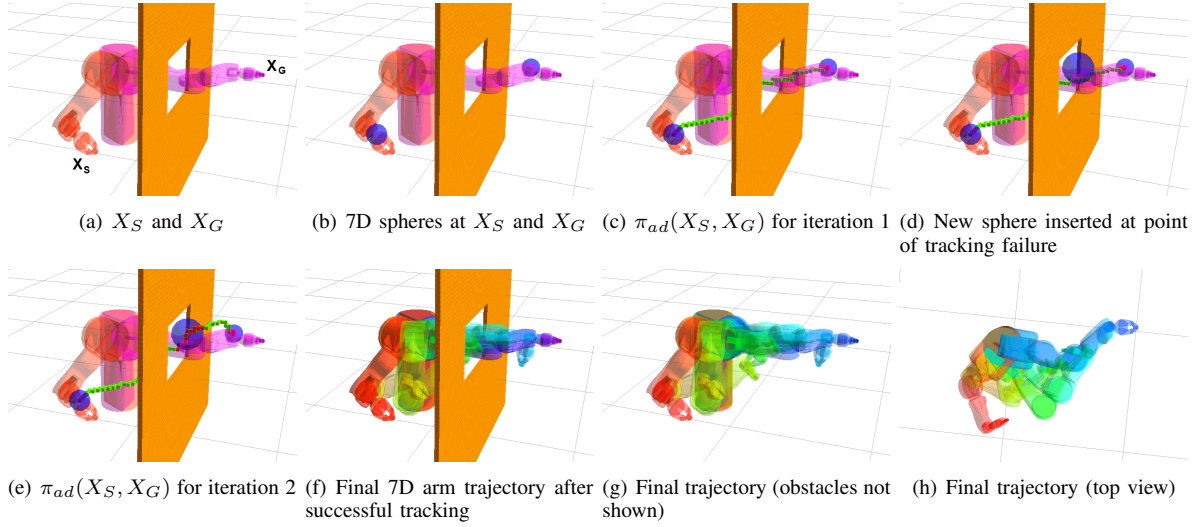 X_G
X_S
(a) X_S and X_G
(b) 7D spheres at X_S and X_G
(c) π_ad(X_S, X_G) for iteration 1
(d) New sphere inserted at point
of tracking failure
(e) π_ad(X_S, X_G) for iteration 2
(f) Final 7D arm trajectory after
successful tracking
(g) Final trajectory (obstacles not
shown)
(h) Final trajectory (top view)